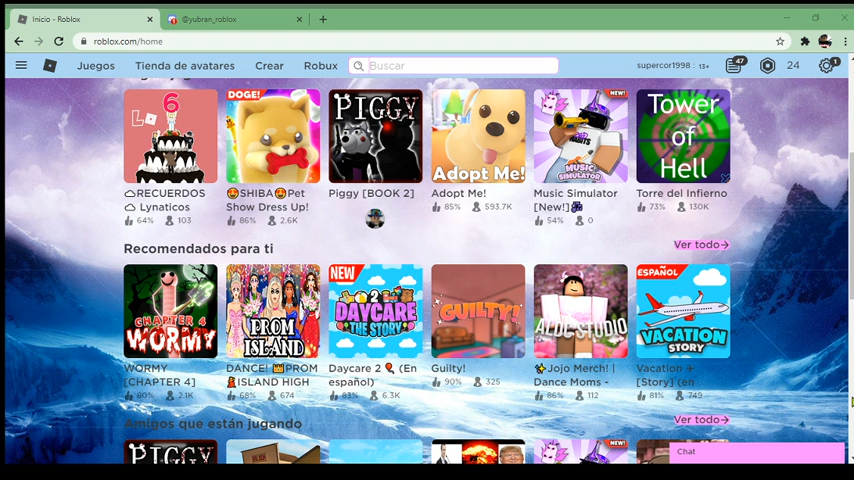 Inicio - Roblox
@yubran_roblox
roblox.com/home
Juegos
Tienda de avatares
Crear
Robux
Buscar
supercor1998 : 13+
47
24
1
6
DOGE!
PIGGY
Adopt Me!
NEW!
MUSIC
SIMULATOR
Tower
of
Hell
RECUERDOS
Lynaticos
64% 103
SHIBA Pet
Show Dress Up!
86% 2.6K
Piggy [BOOK 2]
Adopt Me!
85% 593.7K
Music Simulator
[New!]
54% 0
Torre del Infierno
73% 130K
Recomendados para ti
Ver todo→
CHAPTER 4
WORMY
PROM
ISLAND
NEW
2
DAYCARE
THE STORY
GUILTY!
ALDC STUDIO
ESPAÑOL
VACATION
STORY
WORMY
[CHAPTER 4]
80% 2.1K
DANCE! PROM
ISLAND HIGH
68% 674
Daycare 2 (En
español)
83% 6.3K
Guilty!
90% 325
Jojo Merch! |
Dance Moms -
86% 112
Vacation
[Story] (en
81% 749
Amigos que están jugando
Ver todo→
PIGGY
NEW!
Chat